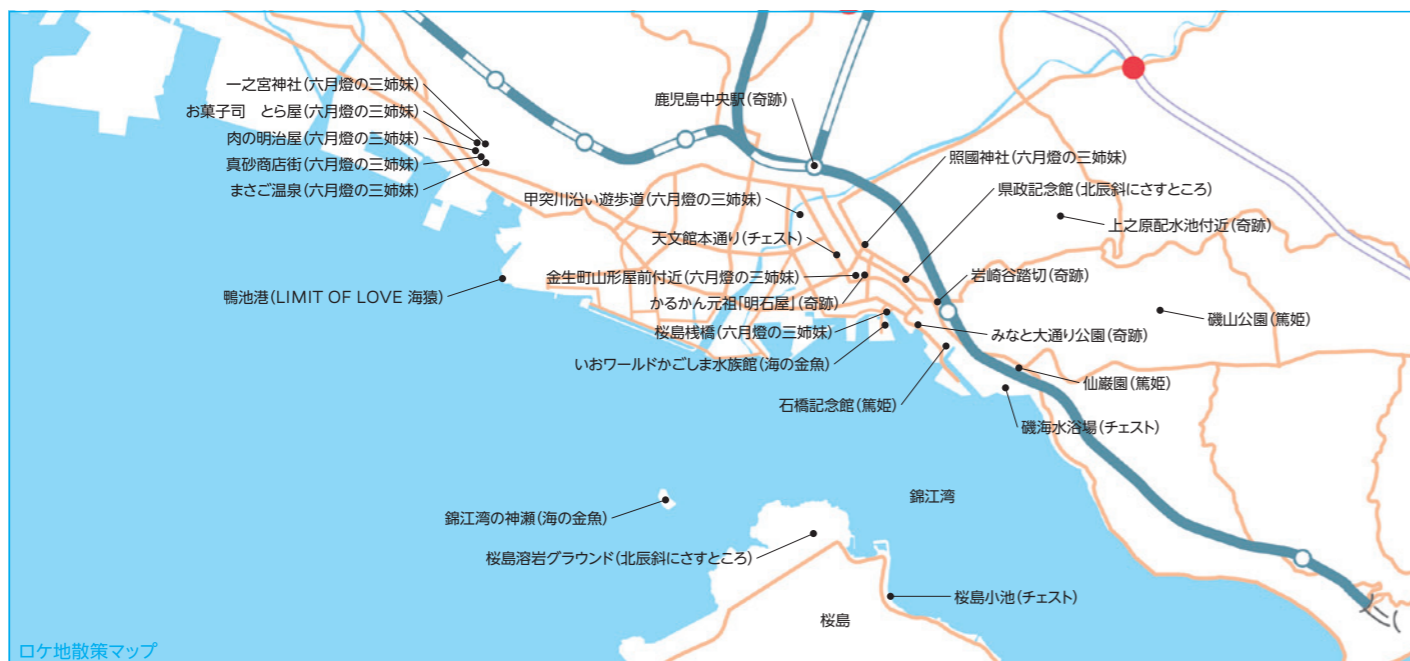 一之宮神社(六月燈の三姉妹)
お菓子司　とら屋(六月燈の三姉妹)
肉の明治屋(六月燈の三姉妹)
真砂商店街(六月燈の三姉妹)
まさご温泉(六月燈の三姉妹)
鹿児島中央駅(奇跡)
照國神社(六月燈の三姉妹)
県政記念館(北辰斜にさすところ)
甲突川沿い遊歩道(六月燈の三姉妹)
上之原配水池付近(奇跡)
天文館本通り(チェスト)
金生町山形屋前付近(六月燈の三姉妹)
岩崎谷踏切(奇跡)
鴨池港(LIMIT OF LOVE 海猿)
かるかん元祖「明石屋」(奇跡)
磯山公園(篤姫)
桜島桟橋(六月燈の三姉妹)
みなと大通り公園(奇跡)
いおワールドかごしま水族館(海の金魚)
仙巌園(篤姫)
石橋記念館(篤姫)
磯海水浴場(チェスト)
錦江湾
錦江湾の神瀬(海の金魚)
桜島溶岩グラウンド(北辰斜にさすところ)
桜島小池(チェスト)
桜島
ロケ地散策マップ